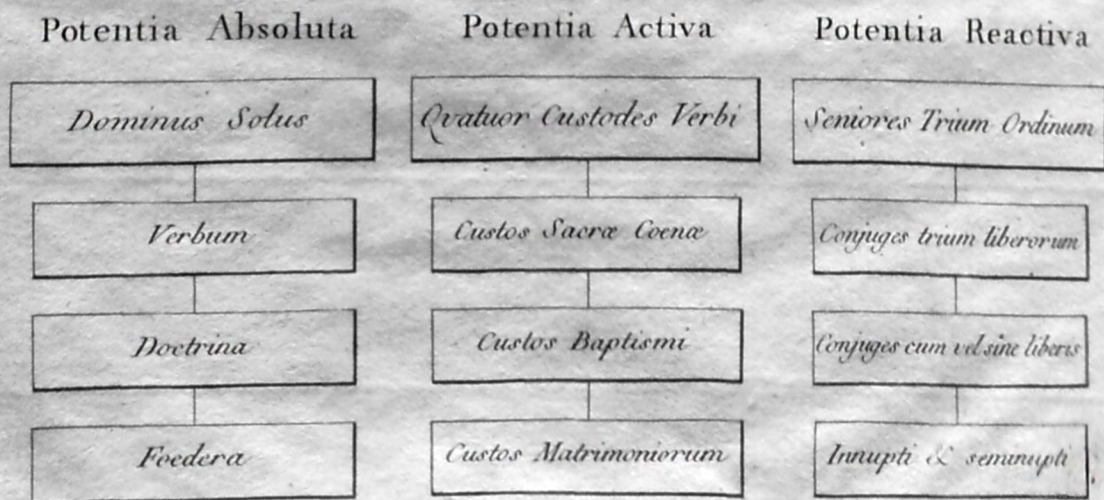 Potentia Absoluta
Dominus Solus
Verbum
Doctrina
Foedera
Potentia Activa
Qvatuor Custodes Verbi
Custos Sacræ Coenæ
Custos Baptismi
Custos Matrimoniorum
Potentia Reactiva
Seniores Trium Ordinum
Conjuges trium liberorum
Conjuges cum vel sine liberis
Innupti & seminupti